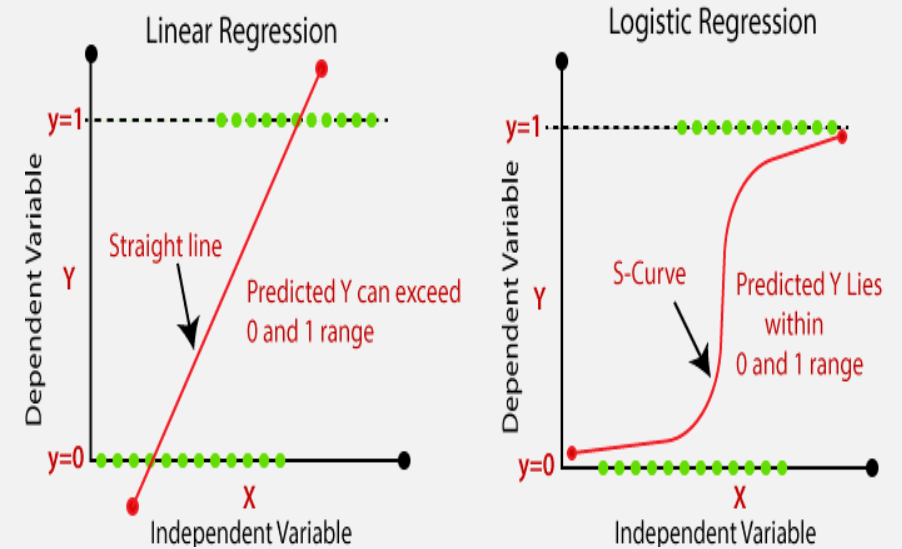 Linear Regression
y=1
Dependent Variable
Y
Straight line
Predicted Y can exceed
0 and 1 range
y=0
X
Independent Variable
Logistic Regression
y=1
Dependent Variable
Y
S-Curve
Predicted Y Lies
within
0 and 1 range
y=0
X
Independent Variable